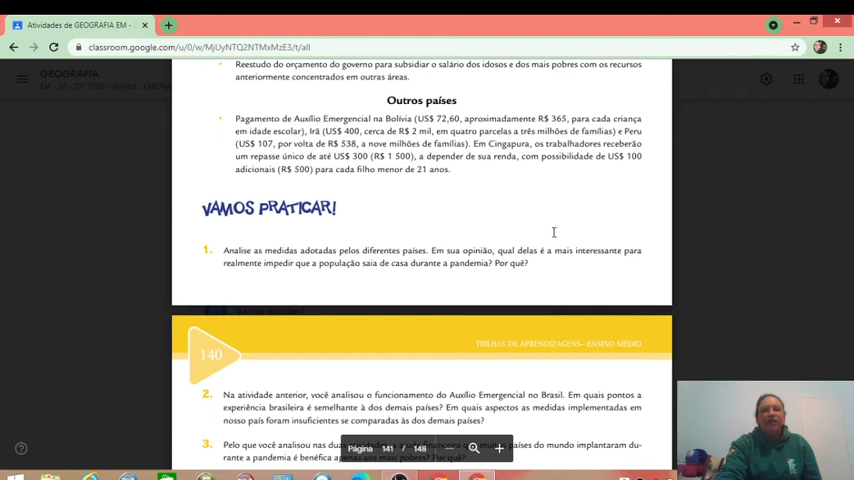 Atividades de GEOGRAFIA EM -
classroom.google.com/u/0/w/MjUyNTQ2NTMxMzE3/t/all
GEOGRAFIA
Reestudo do orçamento do governo para subsidiar o salário dos idosos e dos mais pobres com os recursos
anteriormente concentrados em outras áreas.
Outros países
Pagamento de Auxílio Emergencial na Bolívia (US$ 72,60, aproximadamente R$ 365, para cada criança
em idade escolar), Irã (US$ 400, cerca de R$ 2 mil, em quatro parcelas a três milhões de famílias) e Peru
(US$ 107, por volta de R$ 538, a nove milhões de famílias). Em Cingapura, os trabalhadores receberão
um repasse único de até US$ 300 (R$ 1 500), a depender de sua renda, com possibilidade de US$ 100
adicionais (R$ 500) para cada filho menor de 21 anos.
VAMOS PRATICAR!
1. Analise as medidas adotadas pelos diferentes países. Em sua opinião, qual delas é a mais interessante para
realmente impedir que a população saia de casa durante a pandemia? Por quê?
140
TRILHAS DE APRENDIZAGENS– ENSINO MÉDIO
2. Na atividade anterior, você analisou o funcionamento do Auxílio Emergencial no Brasil. Em quais pontos a
experiência brasileira é semelhante à dos demais países? Em quais aspectos as medidas implementadas em
nosso país foram insuficientes se comparadas às dos demais?
3. Pelo que você analisou nas duas países do mundo implantaram du-
rante a pandemia é benéfica apenas aos mais pobres? Por quê?
Página 141 / 148